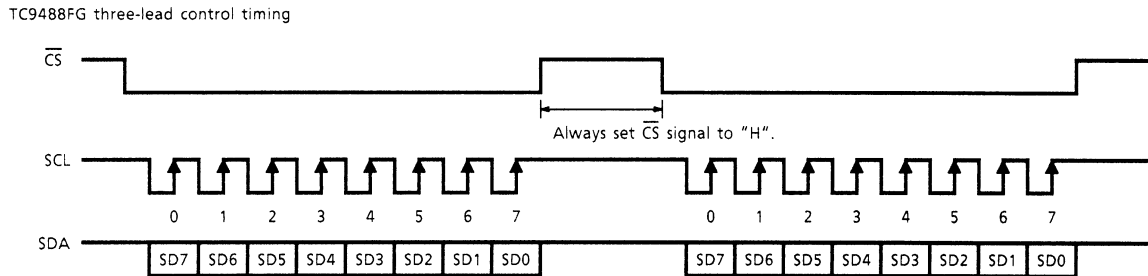 TC9488FG three-lead control timing
C̅S̅
Always set C̅S̅ signal to "H".
SCL
0 1 2 3 4 5 6 7 0 1 2 3 4 5 6 7
SDA SD7 SD6 SD5 SD4 SD3 SD2 SD1 SD0 SD7 SD6 SD5 SD4 SD3 SD2 SD1 SD0